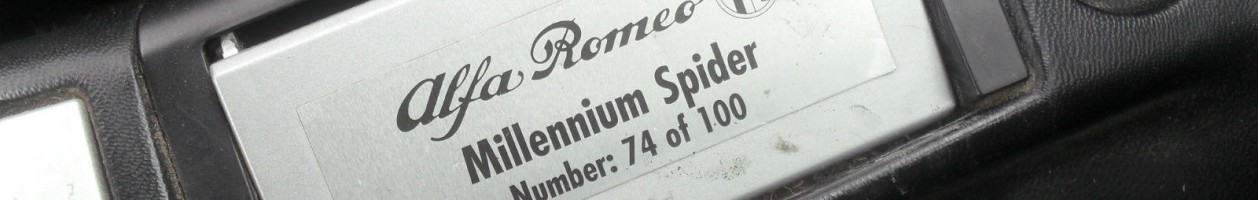 Alfa Romeo
Millennium Spider
Number: 74 of 100